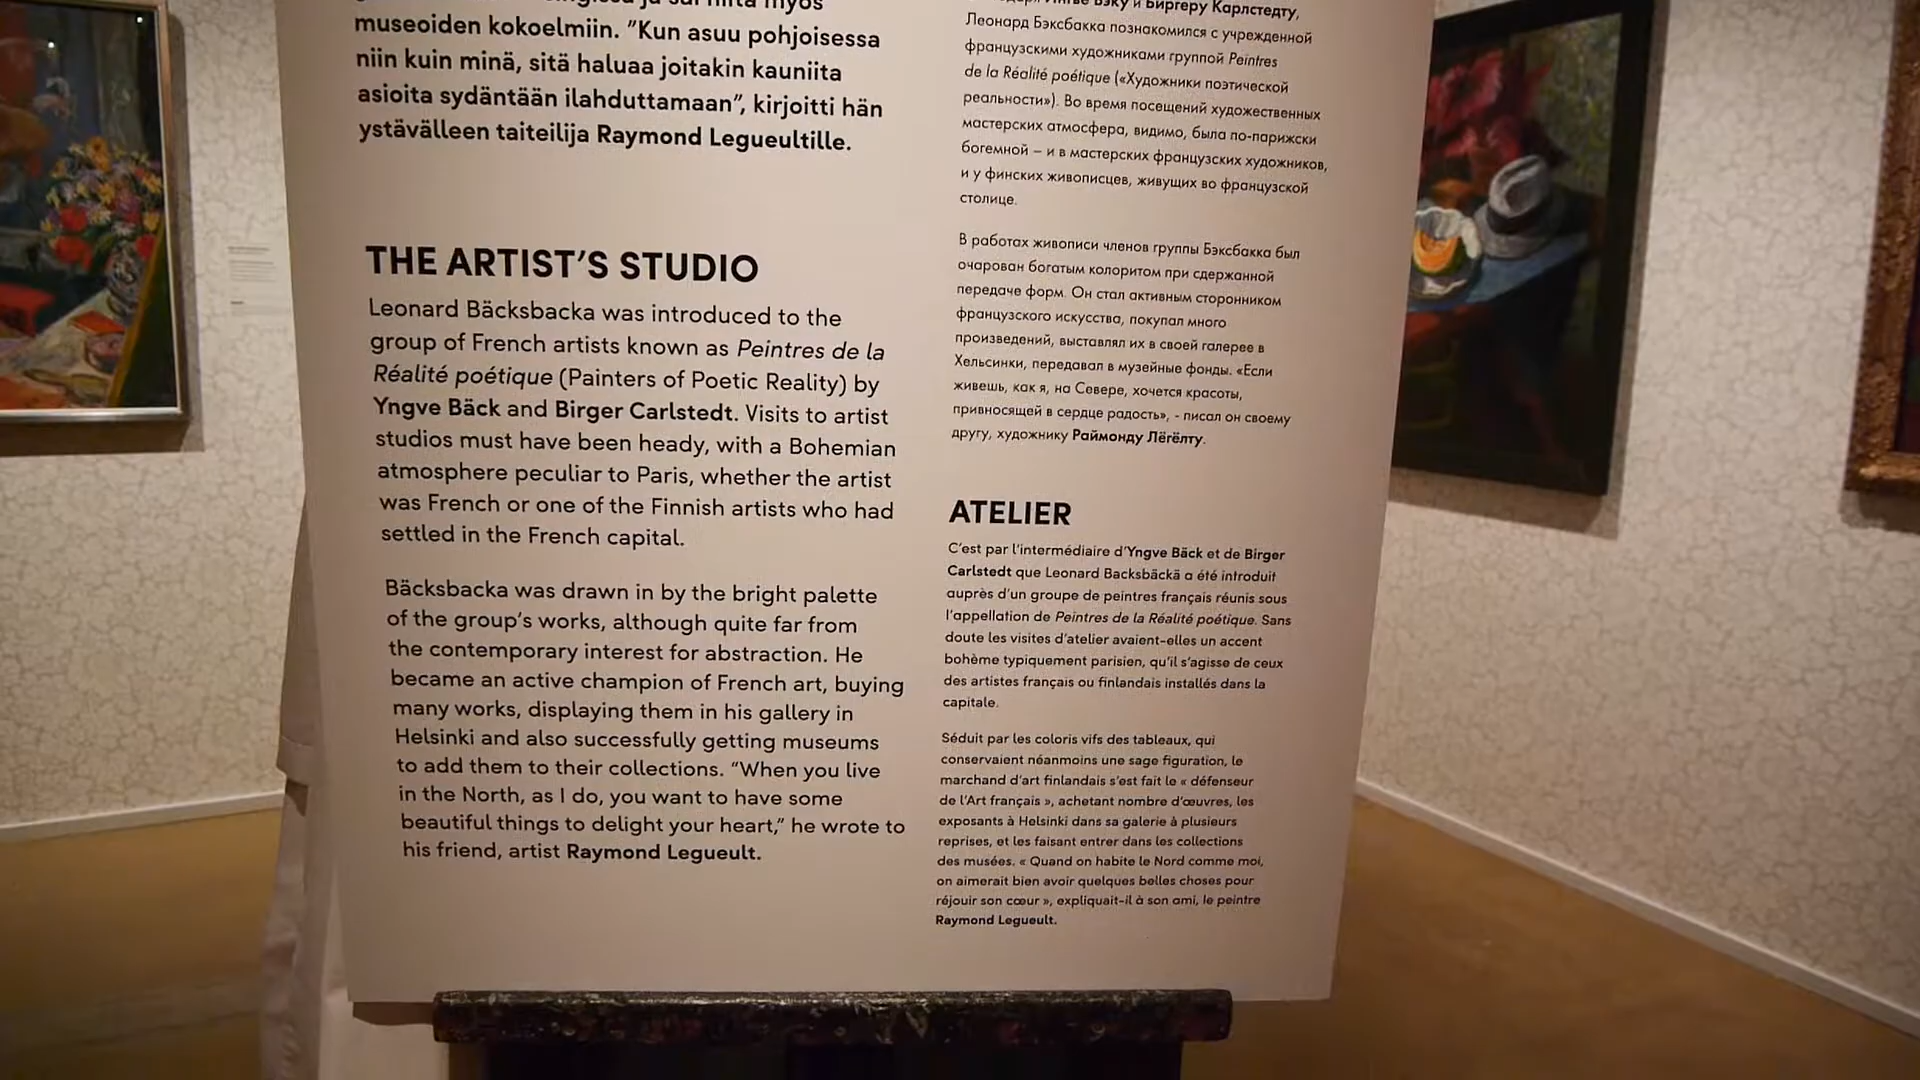 museoiden kokoelmiin. ”Kun asuu pohjoisessa
niin kuin minä, sitä haluaa joitakin kauniita
asioita sydäntään ilahduttamaan”, kirjoitti hän
ystävälleen taiteilija Raymond Legueultille.
THE ARTIST’S STUDIO
Leonard Bäcksbacka was introduced to the
group of French artists known as Peintres de la
Réalité poétique (Painters of Poetic Reality) by
Yngve Bäck and Birger Carlstedt. Visits to artist
studios must have been heady, with a Bohemian
atmosphere peculiar to Paris, whether the artist
was French or one of the Finnish artists who had
settled in the French capital.
Bäcksbacka was drawn in by the bright palette
of the group’s works, although quite far from
the contemporary interest for abstraction. He
became an active champion of French art, buying
many works, displaying them in his gallery in
Helsinki and also successfully getting museums
to add them to their collections. “When you live
in the North, as I do, you want to have some
beautiful things to delight your heart,” he wrote to
his friend, artist Raymond Legueult.
Бэку и Биргеру Карлстедту,
Леонард Бэксбакка познакомился с учрежденной
французскими художниками группой Peintres
de la Réalité poétique («Художники поэтической
реальности»). Во время посещений художественных
мастерских атмосфера, видимо, была по-парижски
богемной – и в мастерских французских художников,
и у финских живописцев, живущих во французской
столице.
В работах живописи членов группы Бэксбакка был
очарован богатым колоритом при сдержанной
передаче форм. Он стал активным сторонником
французского искусства, покупал много
произведений, выставлял их в своей галерее в
Хельсинки, передавал в музейные фонды. «Если
живешь, как я, на Севере, хочется красоты,
привносящей в сердце радость», - писал он своему
другу, художнику Раймонду Лёгёлту.
ATELIER
C’est par l’intermédiaire d’Yngve Bäck et de Birger
Carlstedt que Leonard Backsbäckä a été introduit
auprès d’un groupe de peintres français réunis sous
l’appellation de Peintres de la Réalité poétique. Sans
doute les visites d’atelier avaient-elles un accent
bohème typiquement parisien, qu’il s’agisse de ceux
des artistes français ou finlandais installés dans la
capitale.
Séduit par les coloris vifs des tableaux, qui
conservaient néanmoins une sage figuration, le
marchand d’art finlandais s’est fait le « défenseur
de l’Art français », achetant nombre d’œuvres, les
exposants à Helsinki dans sa galerie à plusieurs
reprises, et les faisant entrer dans les collections
des musées. « Quand on habite le Nord comme moi,
on aimerait bien avoir quelques belles choses pour
réjouir son cœur », expliquait-il à son ami, le peintre
Raymond Legueult.